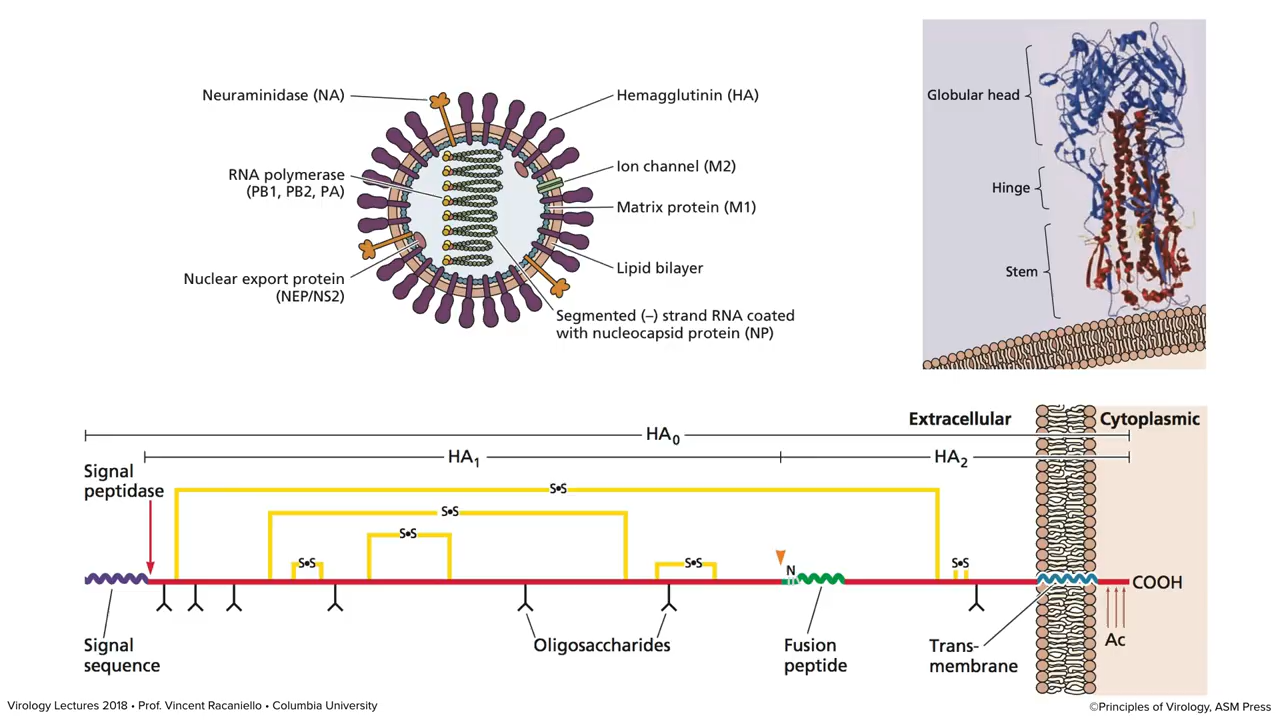 Neuraminidase (NA)
Hemagglutinin (HA)
RNA polymerase
(PB1, PB2, PA)
Ion channel (M2)
Matrix protein (M1)
Nuclear export protein
(NEP/NS2)
Lipid bilayer
Segmented (–) strand RNA coated
with nucleocapsid protein (NP)
Globular head
Hinge
Stem
Extracellular
Cytoplasmic
HA0
HA1
HA2
Signal
peptidase
S•S
S•S
S•S
S•S
S•S
S•S
N
COOH
Signal
sequence
Oligosaccharides
Fusion
peptide
Trans-
membrane
Ac
Virology Lectures 2018 • Prof. Vincent Racaniello • Columbia University
©Principles of Virology, ASM Press